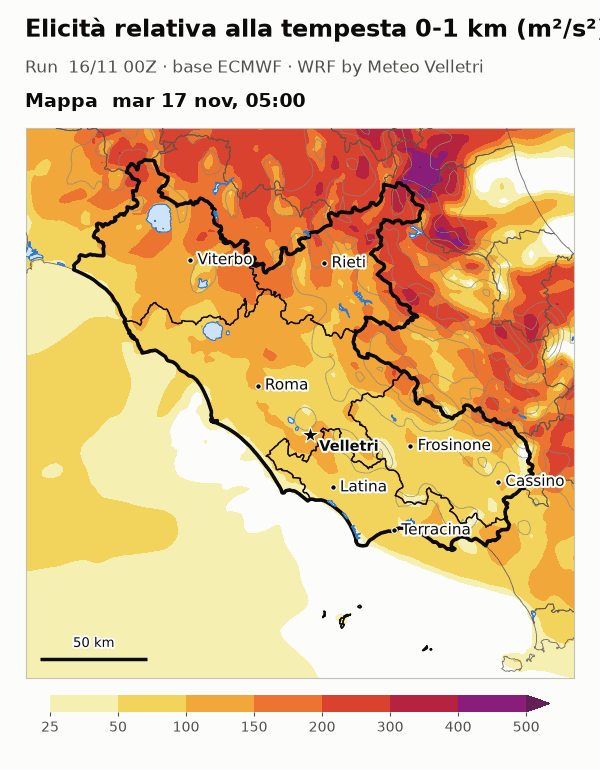 Elicità relativa alla tempesta 0-1 km (m²/s²)
Run 16/11 00Z · base ECMWF · WRF by Meteo Velletri
Mappa mar 17 nov, 05:00
Viterbo
Rieti
Roma
Velletri
Frosinone
Cassino
Latina
Terracina
50 km
25 50 100 150 200 300 400 500